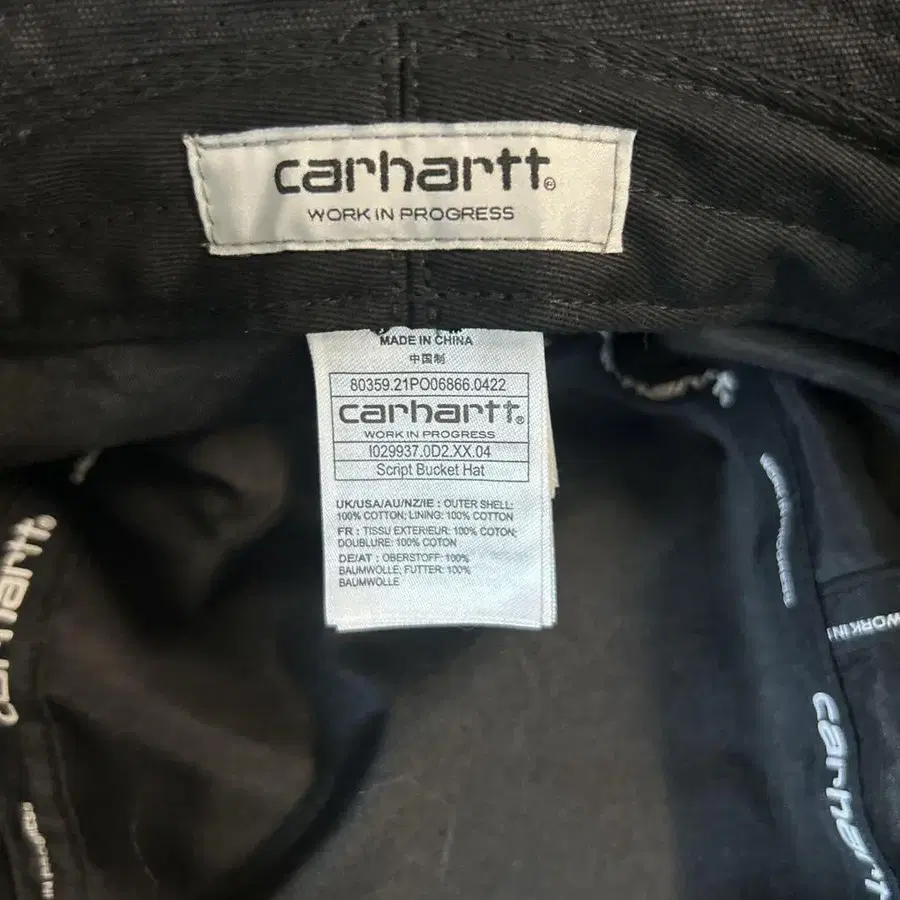 carhartt®
WORK IN PROGRESS
MADE IN CHINA
中国制
80359.21PO06866.0422
carhartt®
WORK IN PROGRESS
I029937.0D2.XX.04
Script Bucket Hat
UK/USA/AU/NZ/IE : OUTER SHELL:
100% COTTON; LINING: 100% COTTON
FR : TISSU EXTERIEUR: 100% COTON;
DOUBLURE: 100% COTON
DE/AT : OBERSTOFF: 100%
BAUMWOLLE; FUTTER: 100%
BAUMWOLLE
carhartt
WORK IN
carhartt